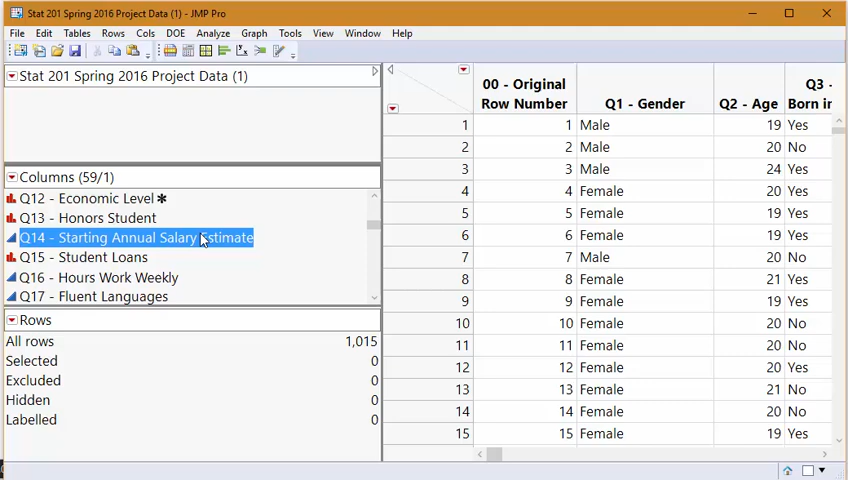 Stat 201 Spring 2016 Project Data (1) - JMP Pro
File Edit Tables Rows Cols DOE Analyze Graph Tools View Window Help
Stat 201 Spring 2016 Project Data (1)
Columns (59/1)
Q12 - Economic Level *
Q13 - Honors Student
Q14 - Starting Annual Salary Estimate
Q15 - Student Loans
Q16 - Hours Work Weekly
Q17 - Fluent Languages
Rows
All rows 1,015
Selected 0
Excluded 0
Hidden 0
Labelled 0
00 - Original Q3 -
Row Number Q1 - Gender Q2 - Age Born in
1 1 Male 19 Yes
2 2 Male 20 No
3 3 Male 24 Yes
4 4 Female 20 Yes
5 5 Female 19 Yes
6 6 Female 19 Yes
7 7 Male 20 No
8 8 Female 21 Yes
9 9 Female 19 Yes
10 10 Female 20 No
11 11 Female 20 No
12 12 Female 20 Yes
13 13 Female 21 No
14 14 Female 20 No
15 15 Female 19 Yes